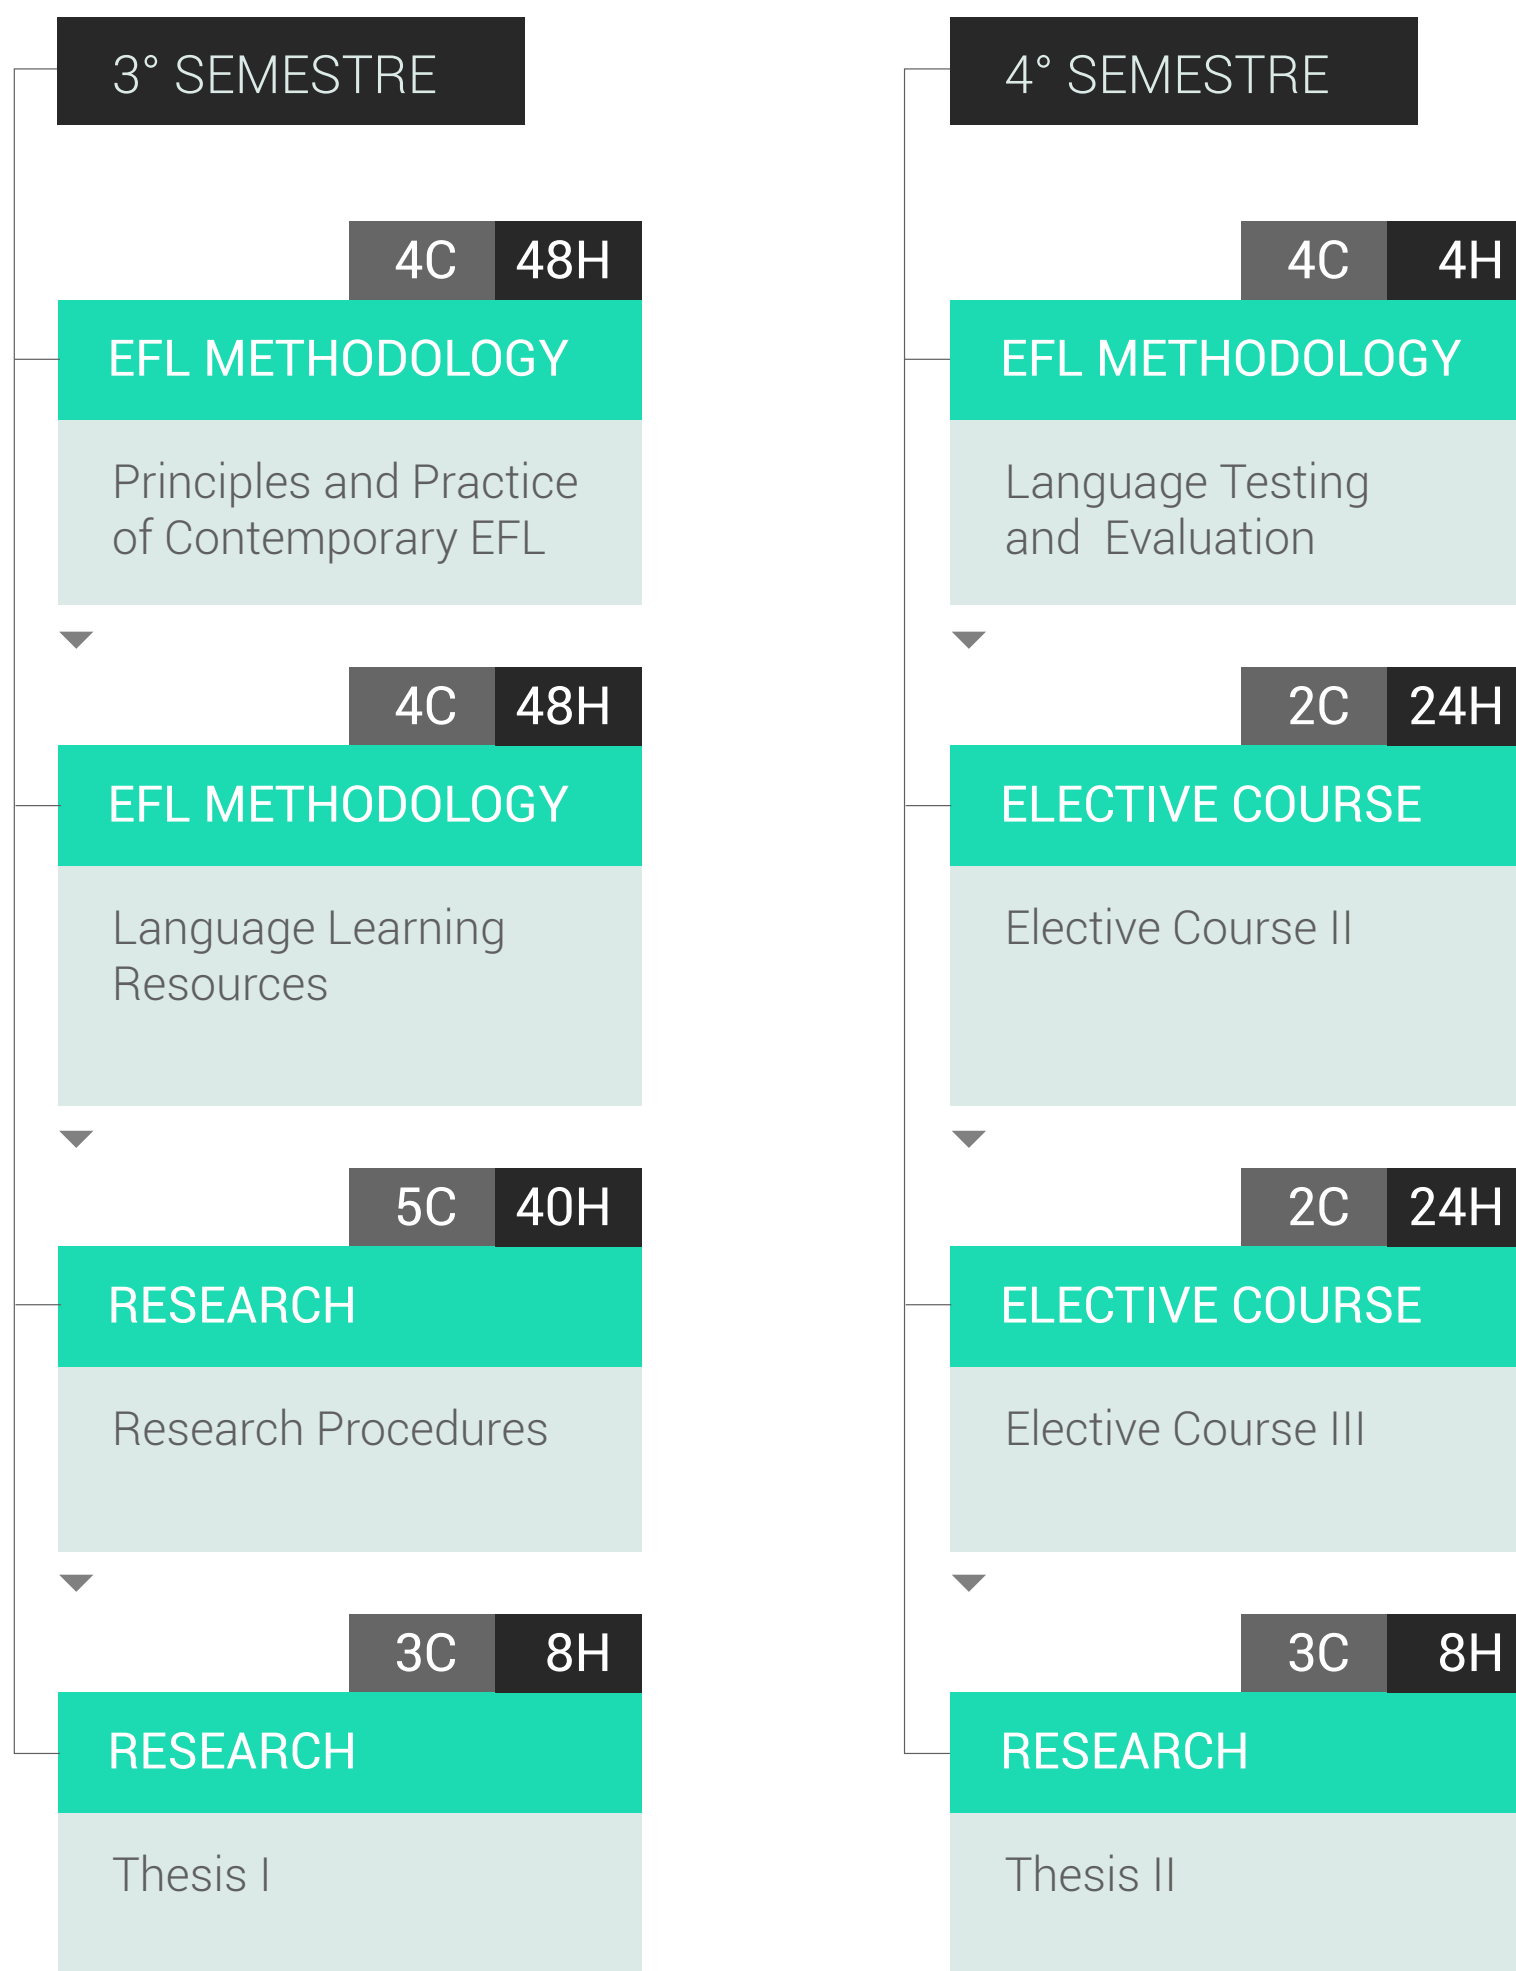 3° SEMESTRE
4C 48H
EFL METHODOLOGY
Principles and Practice
of Contemporary EFL
4C 48H
EFL METHODOLOGY
Language Learning
Resources
5C 40H
RESEARCH
Research Procedures
3C 8H
RESEARCH
Thesis I
4° SEMESTRE
4C 4H
EFL METHODOLOGY
Language Testing
and  Evaluation
2C 24H
ELECTIVE COURSE
Elective Course II
2C 24H
ELECTIVE COURSE
Elective Course III
3C 8H
RESEARCH
Thesis II